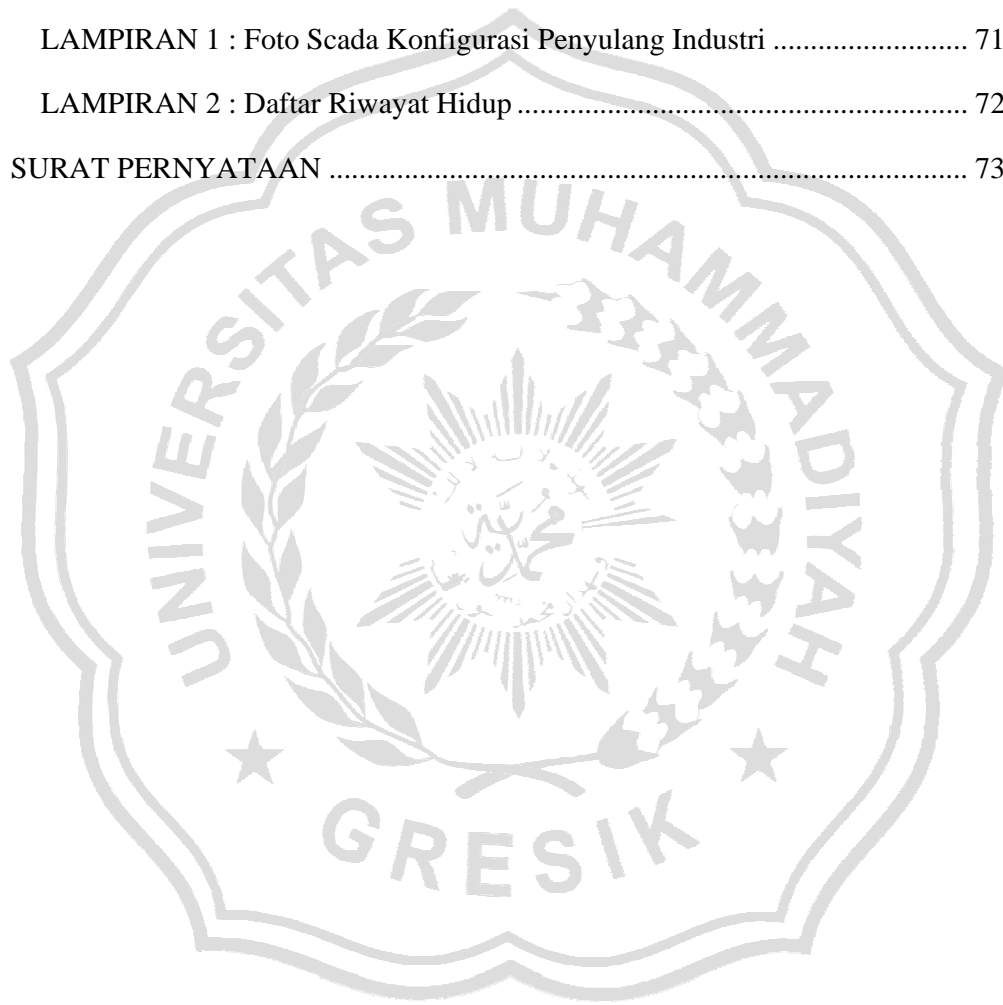 LAMPIRAN 1 : Foto Scada Konfigurasi Penyulang Industri .......................... 71
LAMPIRAN 2 : Daftar Riwayat Hidup ............................................................ 72
SURAT PERNYATAAN ..................................................................................... 73
UNIVERSITAS MUHAMMADIYAH
محمد
GRESIK